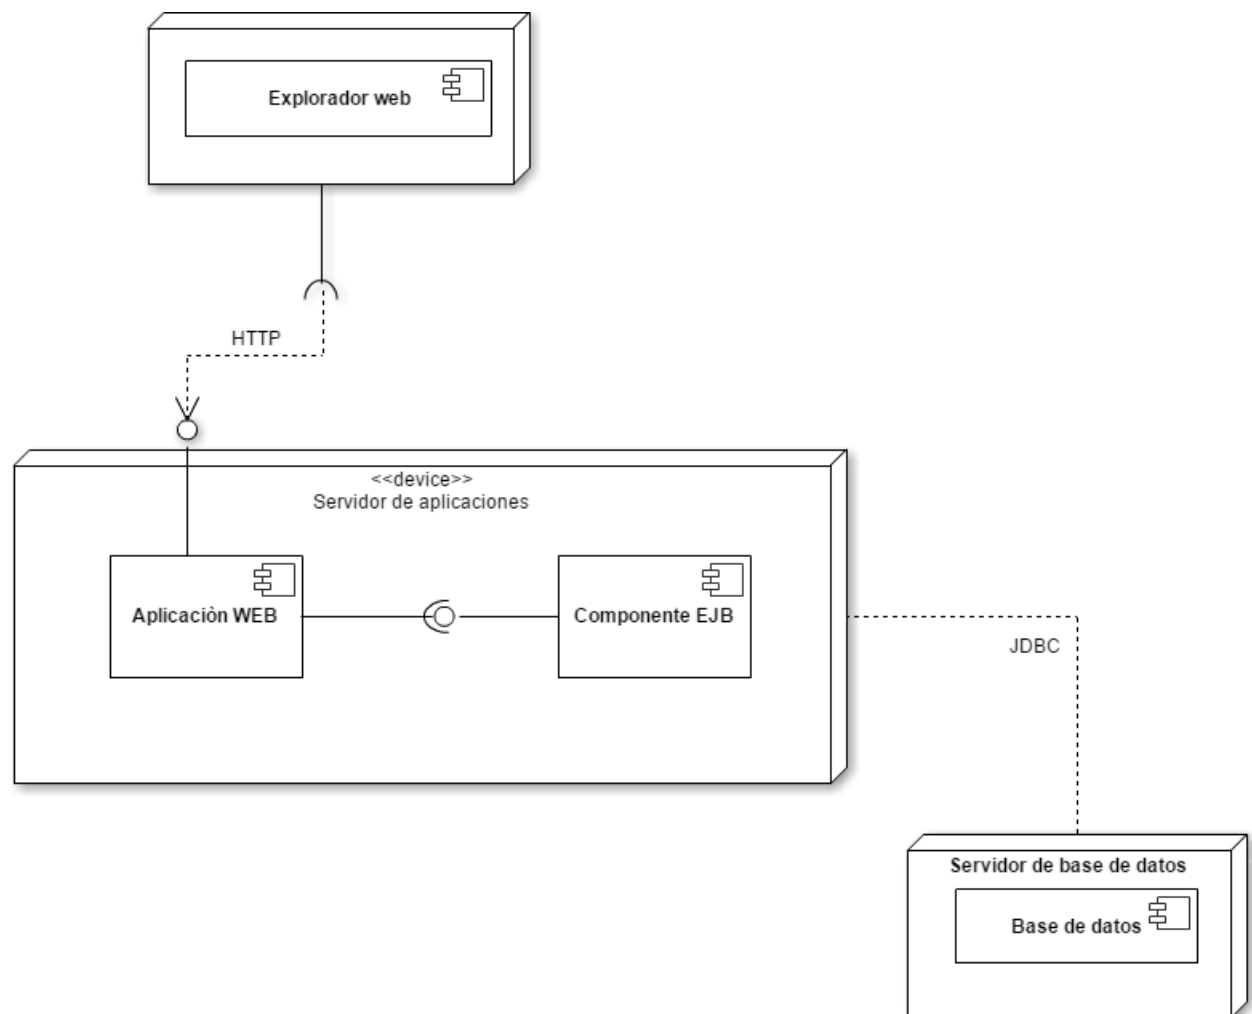 Explorador web
HTTP
<<device>>
Servidor de aplicaciones
Aplicaciòn WEB
Componente EJB
JDBC
Servidor de base de datos
Base de datos